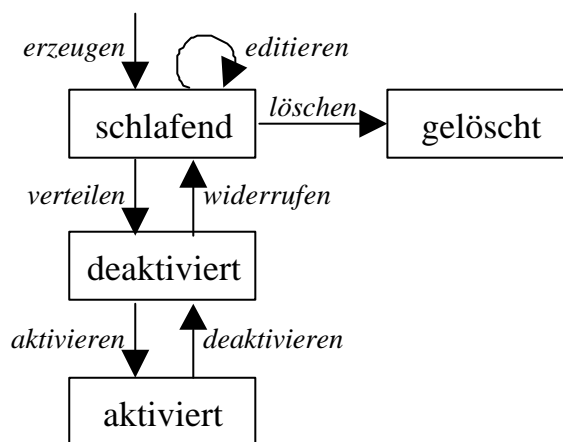 erzeugen
editieren
schlafend
löschen
gelöscht
verteilen
widerrufen
deaktiviert
aktivieren
deaktivieren
aktiviert